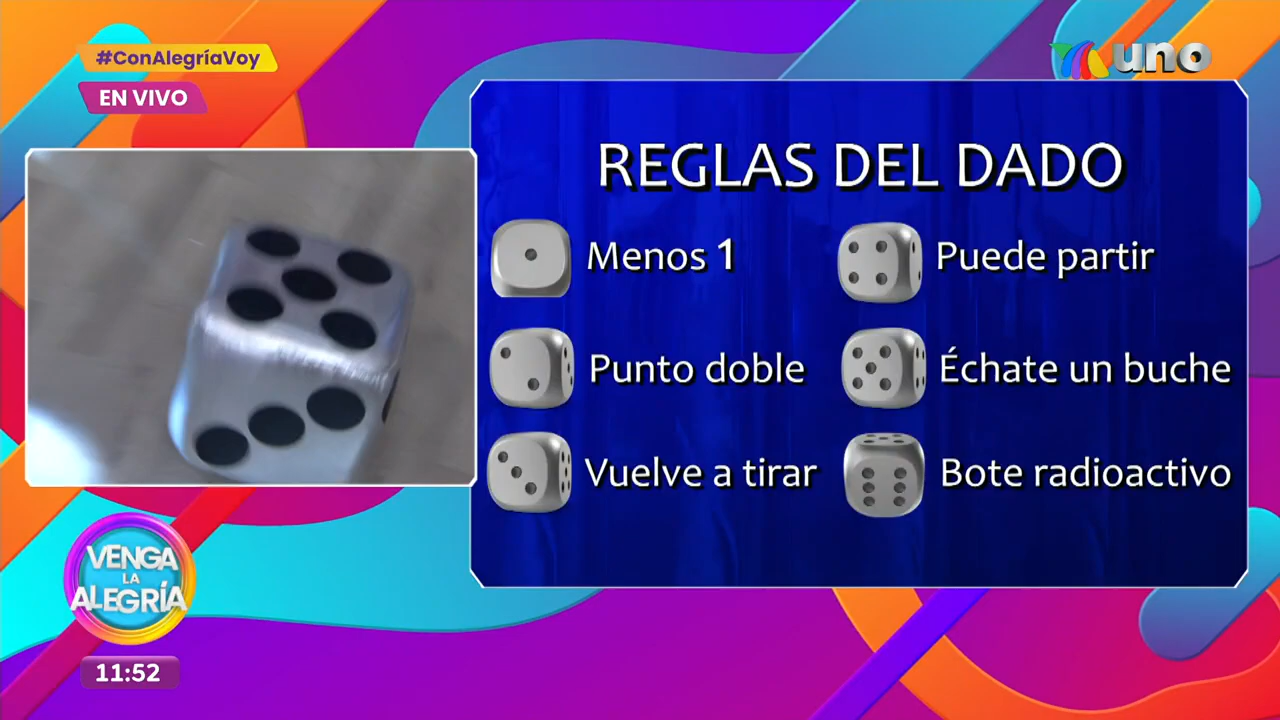 #ConAlegríaVoy
EN VIVO
uno
REGLAS DEL DADO
Menos 1
Puede partir
Punto doble
Échate un buche
Vuelve a tirar
Bote radioactivo
VENGA
LA
ALEGRÍA
11:52